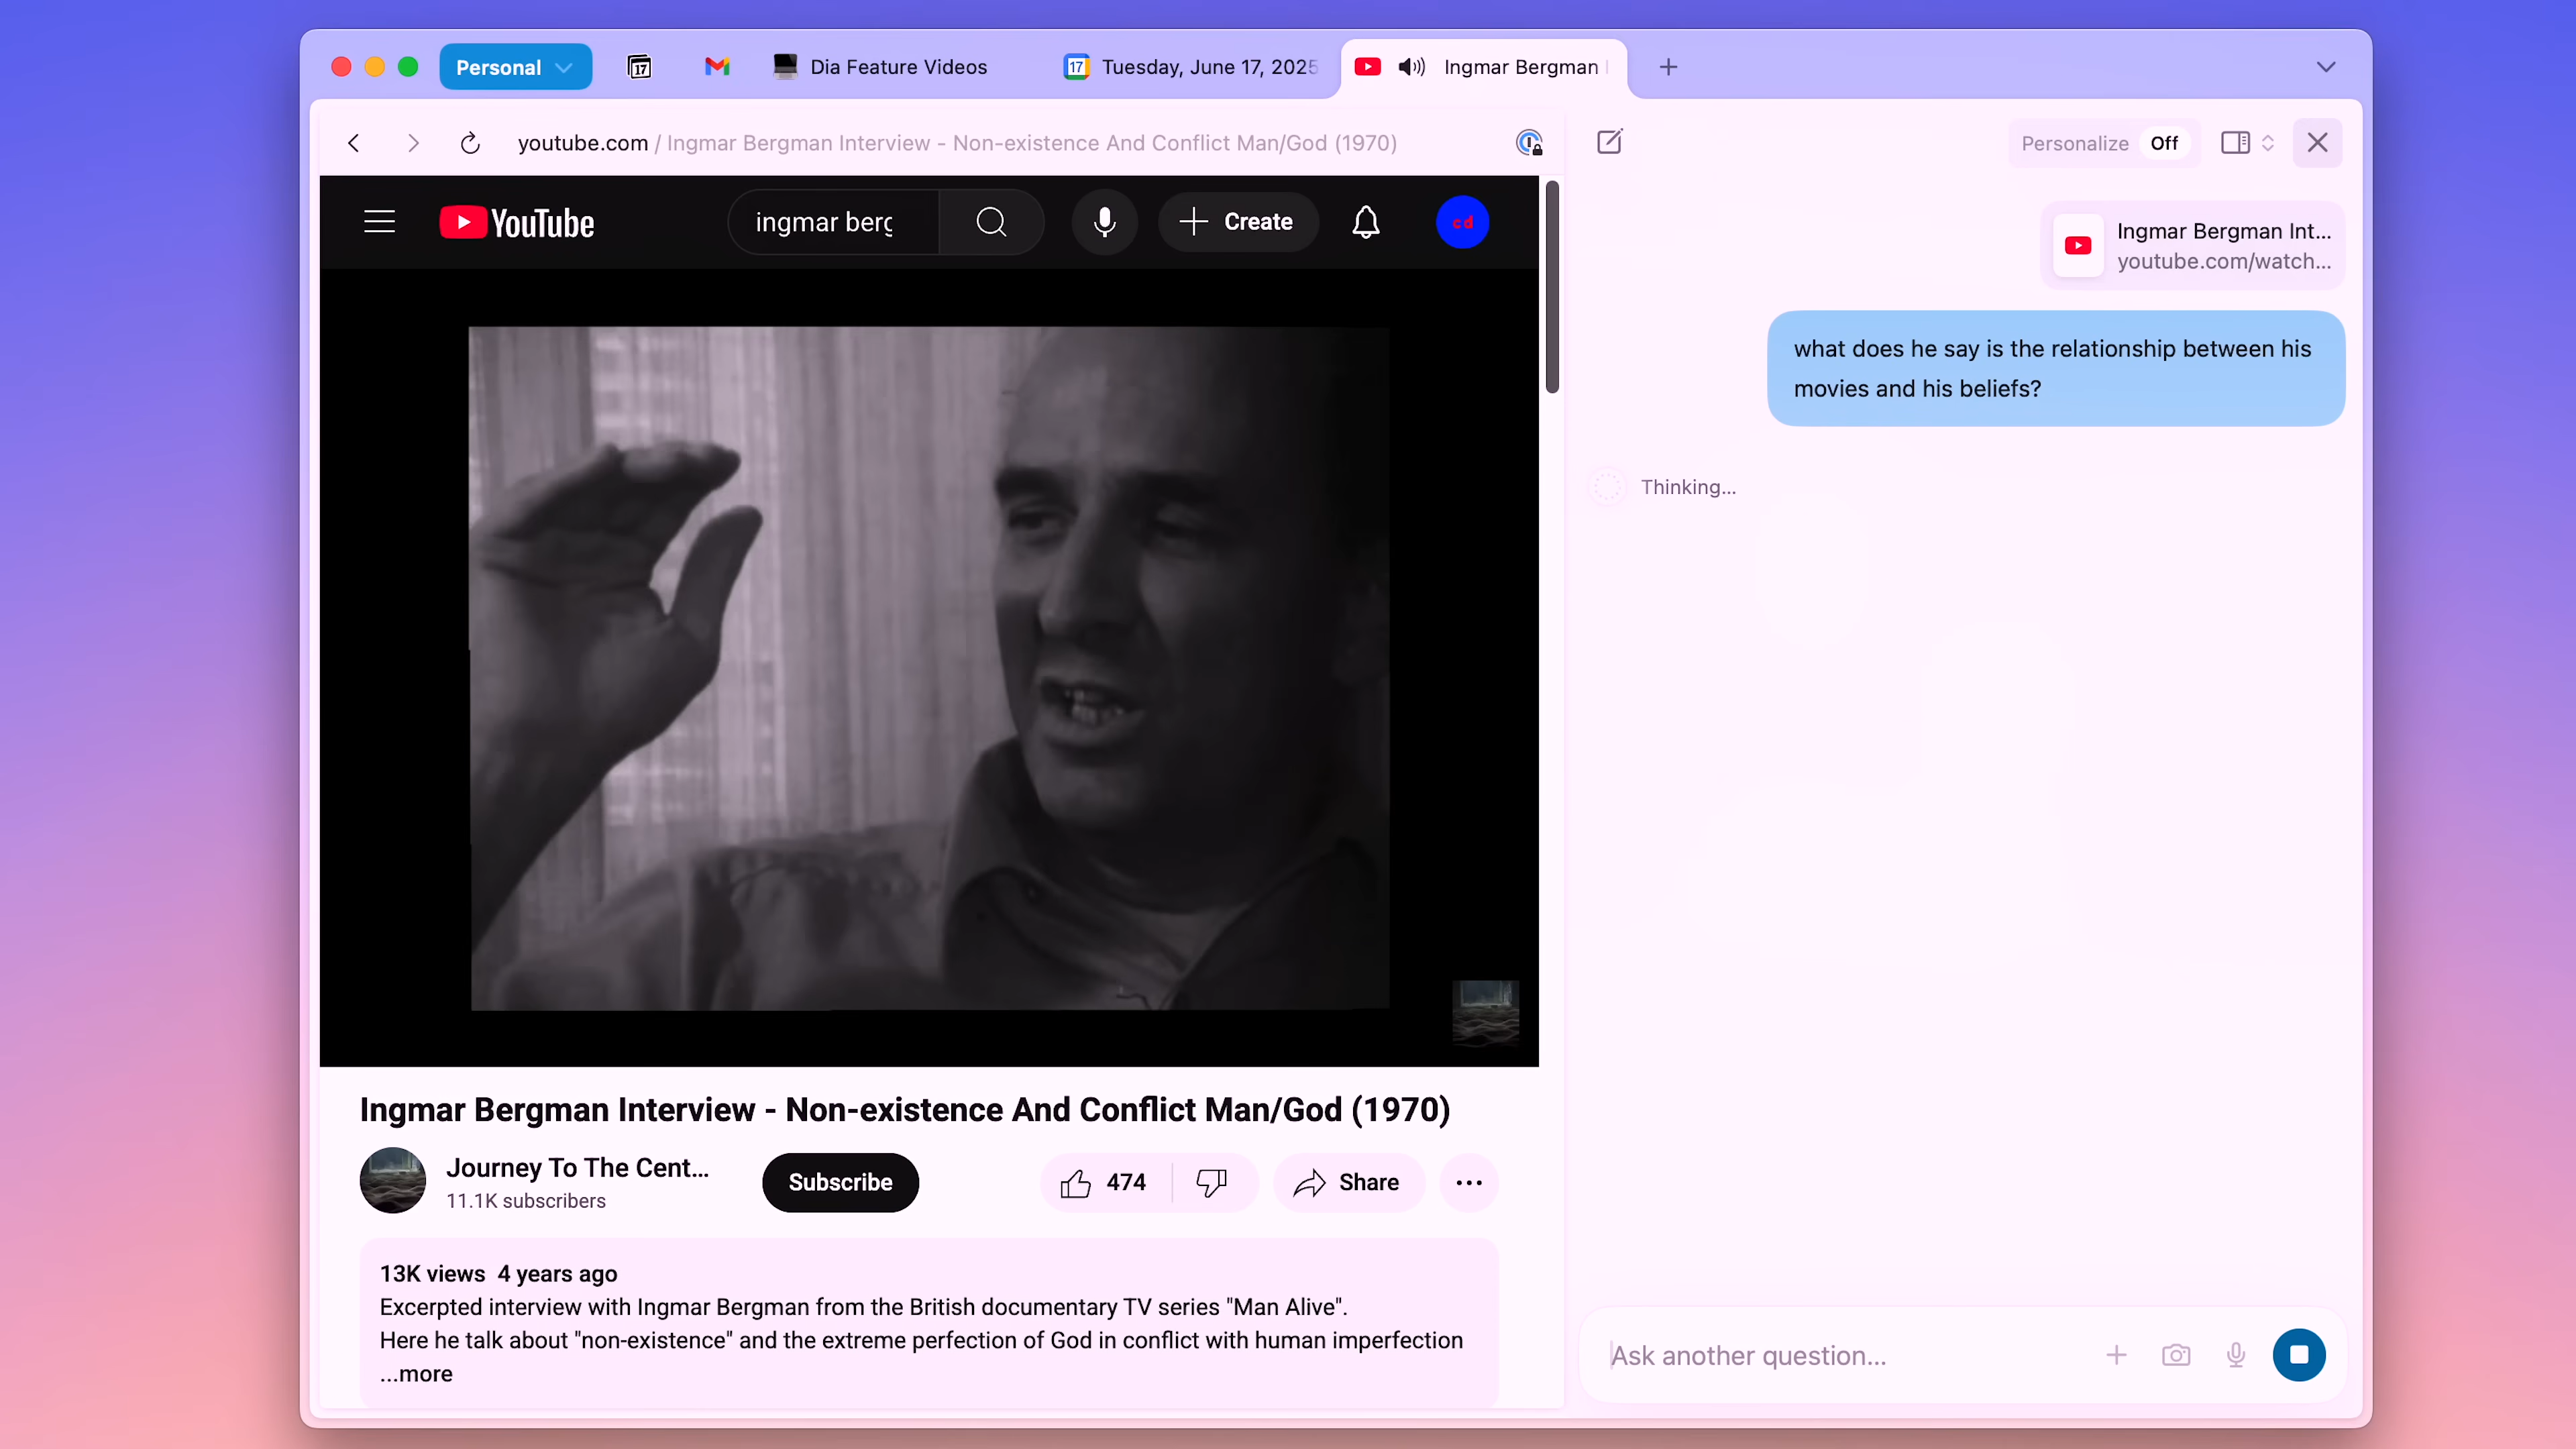 Personal
17
Dia Feature Videos
17
Tuesday, June 17, 2025
Ingmar Bergman
youtube.com / Ingmar Bergman Interview - Non-existence And Conflict Man/God (1970)
Personalize Off
YouTube
ingmar berg
Create
cd
Ingmar Bergman Int...
youtube.com/watch...
what does he say is the relationship between his
movies and his beliefs?
Thinking...
Ingmar Bergman Interview - Non-existence And Conflict Man/God (1970)
Journey To The Cent...
11.1K subscribers
Subscribe
474
Share
13K views 4 years ago
Excerpted interview with Ingmar Bergman from the British documentary TV series "Man Alive".
Here he talk about "non-existence" and the extreme perfection of God in conflict with human imperfection
...more
Ask another question...